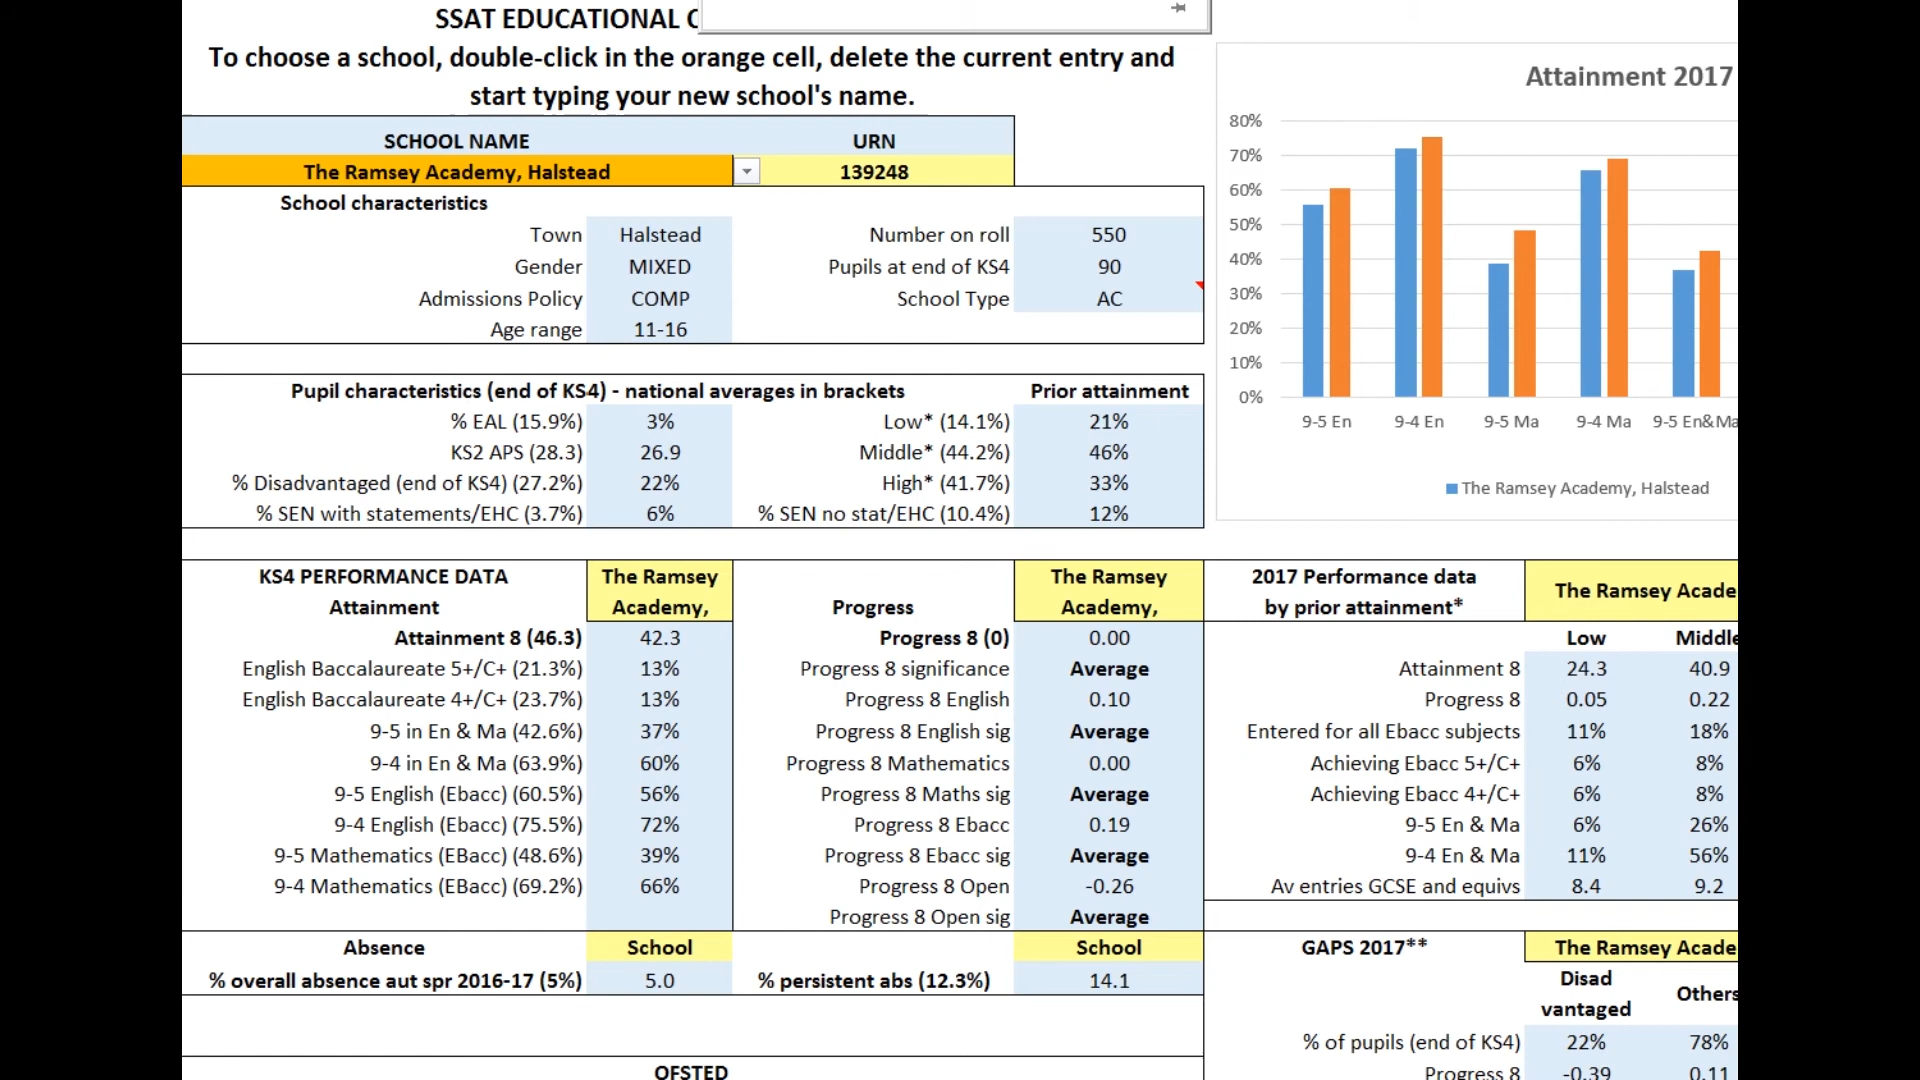 SSAT EDUCATIONAL
To choose a school, double-click in the orange cell, delete the current entry and
start typing your new school's name.
SCHOOL NAME URN
The Ramsey Academy, Halstead 139248
School characteristics
Town Halstead Number on roll 550
Gender MIXED Pupils at end of KS4 90
Admissions Policy COMP School Type AC
Age range 11-16
Pupil characteristics (end of KS4) - national averages in brackets Prior attainment
% EAL (15.9%) 3% Low* (14.1%) 21%
KS2 APS (28.3) 26.9 Middle* (44.2%) 46%
% Disadvantaged (end of KS4) (27.2%) 22% High* (41.7%) 33%
% SEN with statements/EHC (3.7%) 6% % SEN no stat/EHC (10.4%) 12%
Attainment 2017
80%
70%
60%
50%
40%
30%
20%
10%
0%
9-5 En 9-4 En 9-5 Ma 9-4 Ma 9-5 En&Ma
The Ramsey Academy, Halstead
KS4 PERFORMANCE DATA
Attainment
The Ramsey
Academy,
Attainment 8 (46.3) 42.3
English Baccalaureate 5+/C+ (21.3%) 13%
English Baccalaureate 4+/C+ (23.7%) 13%
9-5 in En & Ma (42.6%) 37%
9-4 in En & Ma (63.9%) 60%
9-5 English (Ebacc) (60.5%) 56%
9-4 English (Ebacc) (75.5%) 72%
9-5 Mathematics (EBacc) (48.6%) 39%
9-4 Mathematics (EBacc) (69.2%) 66%
Progress
The Ramsey
Academy,
Progress 8 (0) 0.00
Progress 8 significance Average
Progress 8 English 0.10
Progress 8 English sig Average
Progress 8 Mathematics 0.00
Progress 8 Maths sig Average
Progress 8 Ebacc 0.19
Progress 8 Ebacc sig Average
Progress 8 Open -0.26
Progress 8 Open sig Average
2017 Performance data
by prior attainment*
The Ramsey Acade
Low Middle
Attainment 8 24.3 40.9
Progress 8 0.05 0.22
Entered for all Ebacc subjects 11% 18%
Achieving Ebacc 5+/C+ 6% 8%
Achieving Ebacc 4+/C+ 6% 8%
9-5 En & Ma 6% 26%
9-4 En & Ma 11% 56%
Av entries GCSE and equivs 8.4 9.2
Absence School School
% overall absence aut spr 2016-17 (5%) 5.0 % persistent abs (12.3%) 14.1
GAPS 2017** The Ramsey Acade
Disad
vantaged
Others
% of pupils (end of KS4) 22% 78%
Progress 8 -0.39 0.11
OFSTED